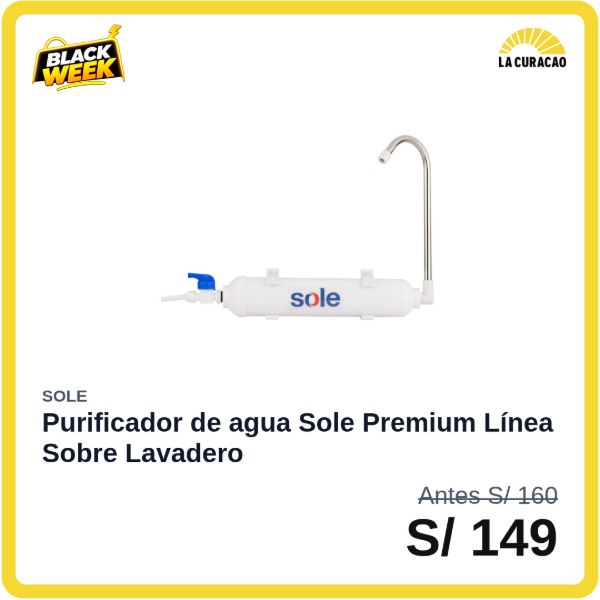 BLACK
WEEK
LA CURACAO
sole
SOLE
Purificador de agua Sole Premium Línea
Sobre Lavadero
Antes S/ 160
S/ 149